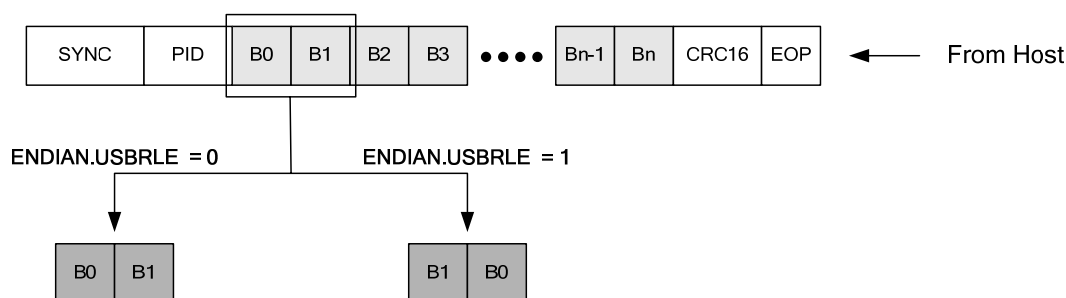 SYNC PID B0 B1 B2 B3 •••• Bn-1 Bn CRC16 EOP From Host
ENDIAN.USBRLE = 0 ENDIAN.USBRLE = 1
B0 B1 B1 B0